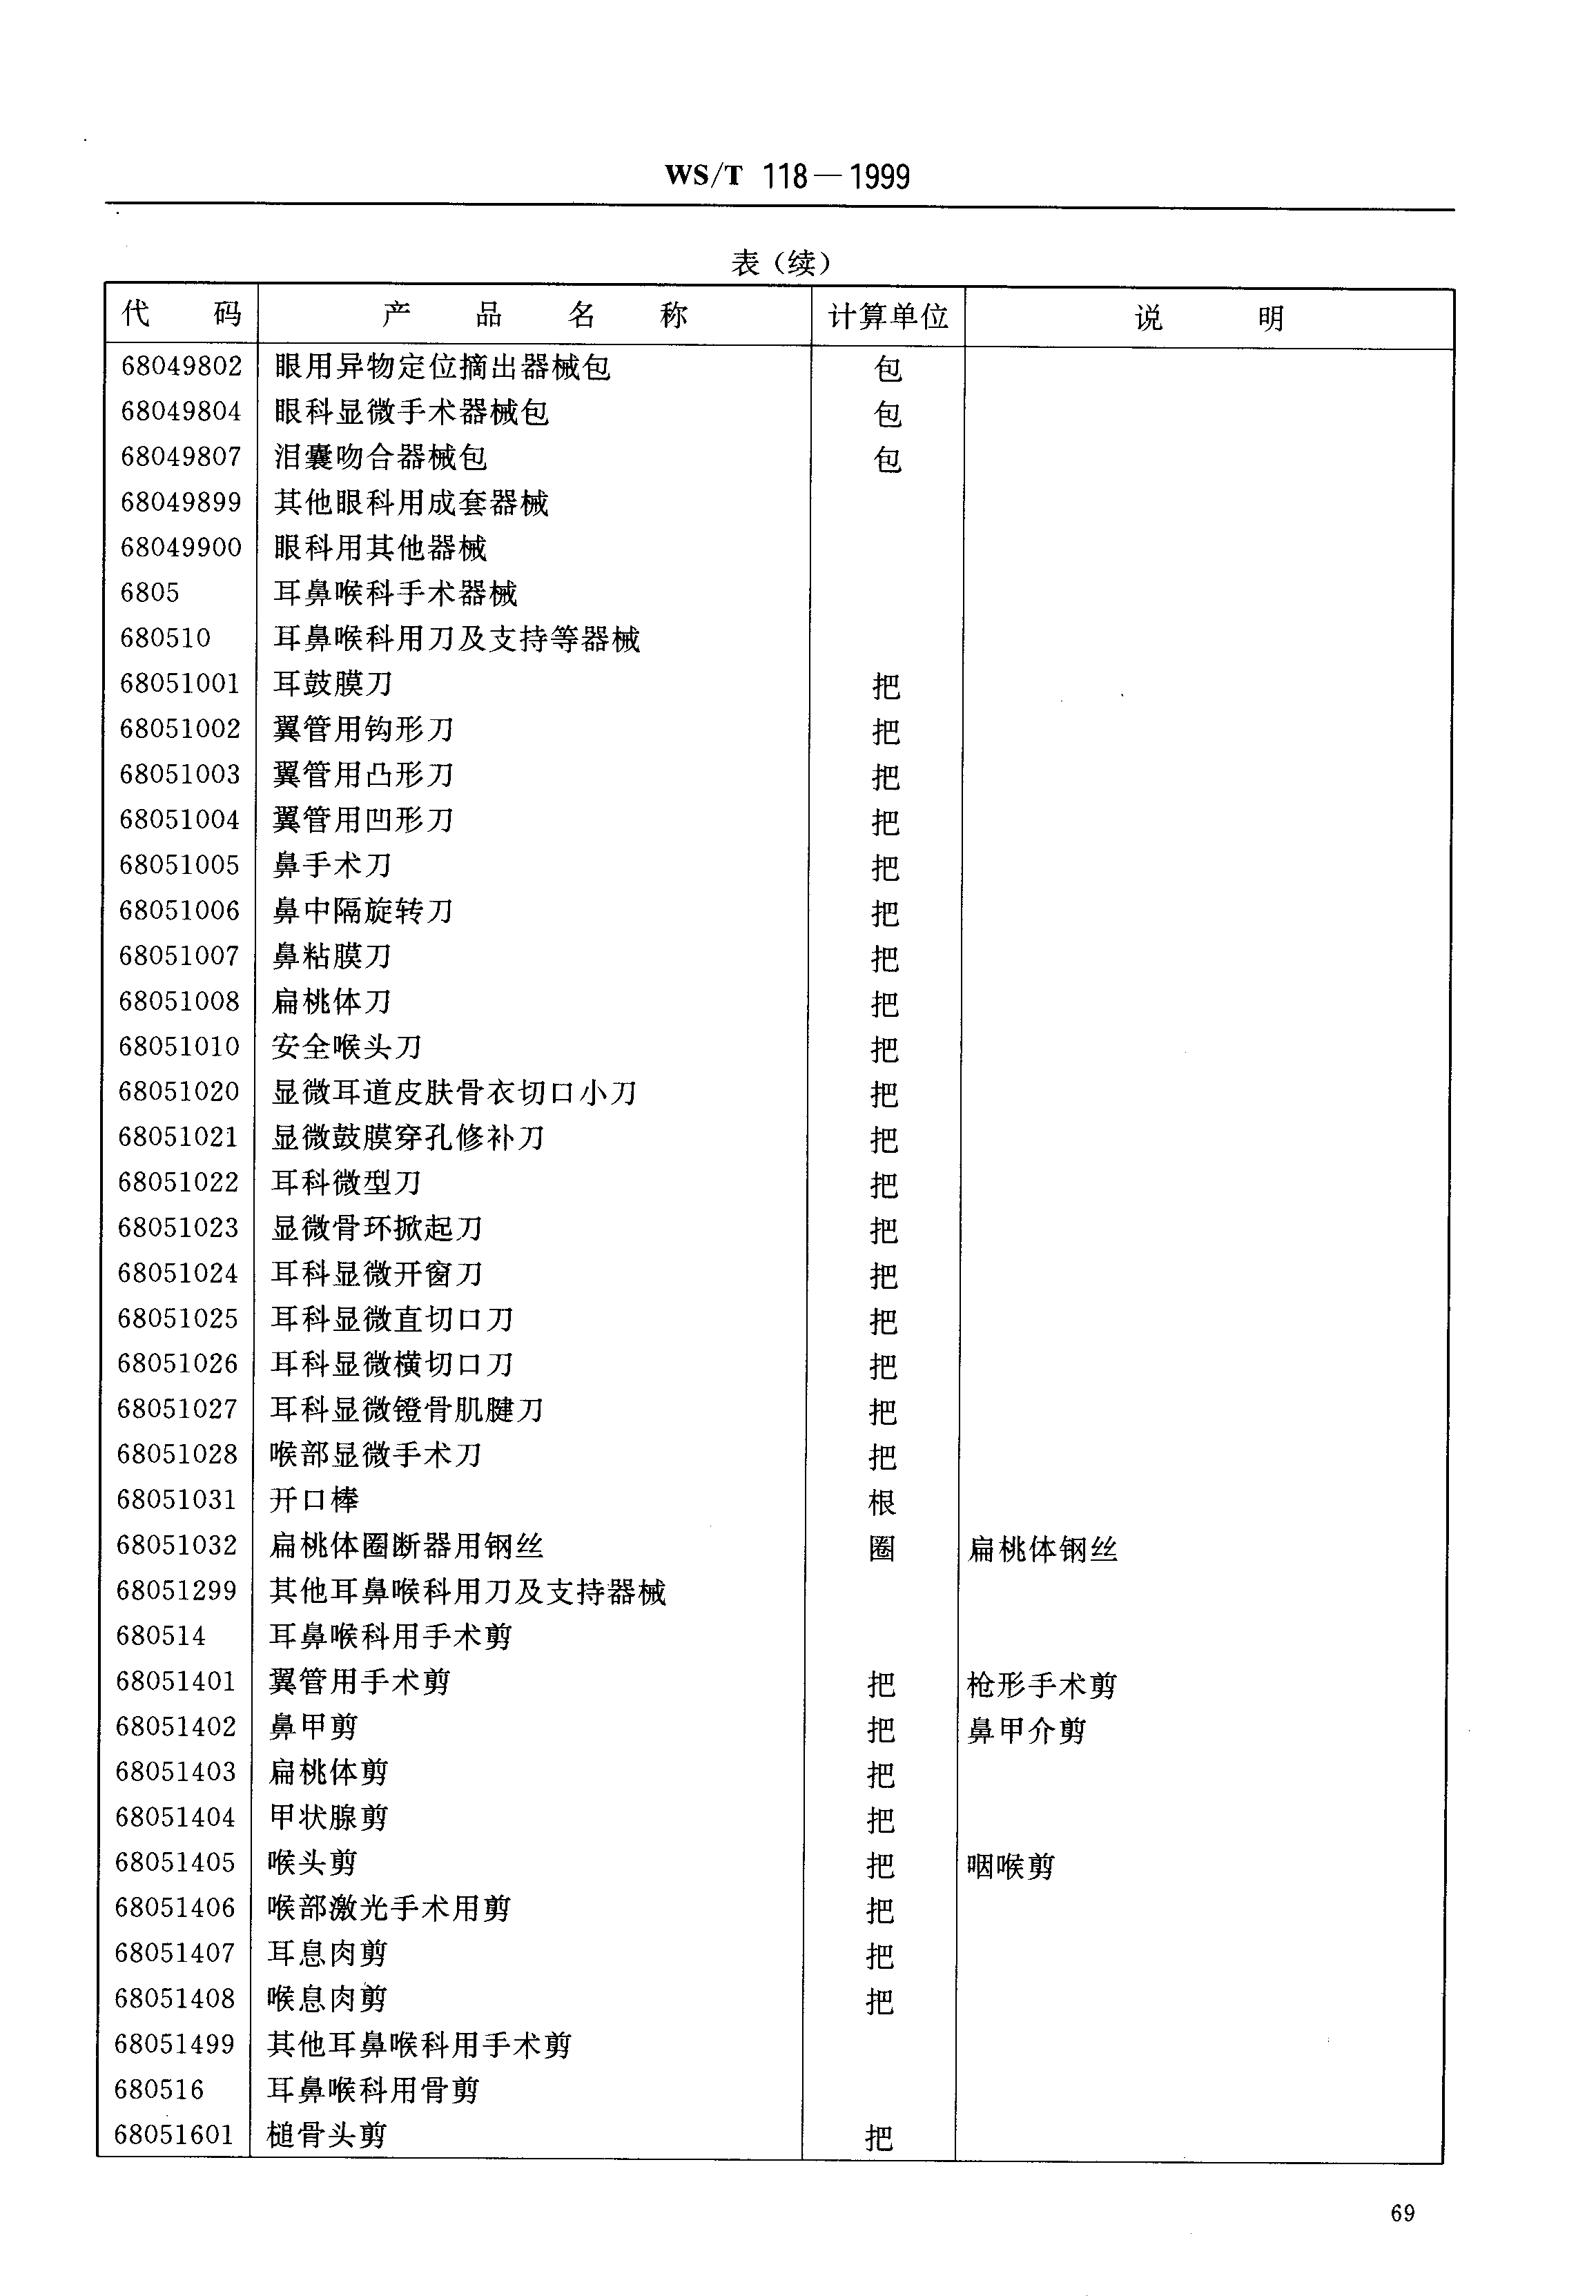 WS/T 118—1999
表（续）
代 码 产 品 名 称 计算单位 说 明
68049802 眼用异物定位摘出器械包 包
68049804 眼科显微手术器械包 包
68049807 泪囊吻合器械包 包
68049899 其他眼科用成套器械
68049900 眼科用其他器械
6805 耳鼻喉科手术器械
680510 耳鼻喉科用刀及支持等器械
68051001 耳鼓膜刀 把
68051002 翼管用钩形刀 把
68051003 翼管用凸形刀 把
68051004 翼管用凹形刀 把
68051005 鼻手术刀 把
68051006 鼻中隔旋转刀 把
68051007 鼻粘膜刀 把
68051008 扁桃体刀 把
68051010 安全喉头刀 把
68051020 显微耳道皮肤骨衣切口小刀 把
68051021 显微鼓膜穿孔修补刀 把
68051022 耳科微型刀 把
68051023 显微骨环掀起刀 把
68051024 耳科显微开窗刀 把
68051025 耳科显微直切口刀 把
68051026 耳科显微横切口刀 把
68051027 耳科显微镫骨肌腱刀 把
68051028 喉部显微手术刀 把
68051031 开口棒 根
68051032 扁桃体圈断器用钢丝 圈 扁桃体钢丝
68051299 其他耳鼻喉科用刀及支持器械
680514 耳鼻喉科用手术剪
68051401 翼管用手术剪 把 枪形手术剪
68051402 鼻甲剪 把 鼻甲介剪
68051403 扁桃体剪 把
68051404 甲状腺剪 把
68051405 喉头剪 把 咽喉剪
68051406 喉部激光手术用剪 把
68051407 耳息肉剪 把
68051408 喉息肉剪 把
68051499 其他耳鼻喉科用手术剪
680516 耳鼻喉科用骨剪
68051601 槌骨头剪 把
69